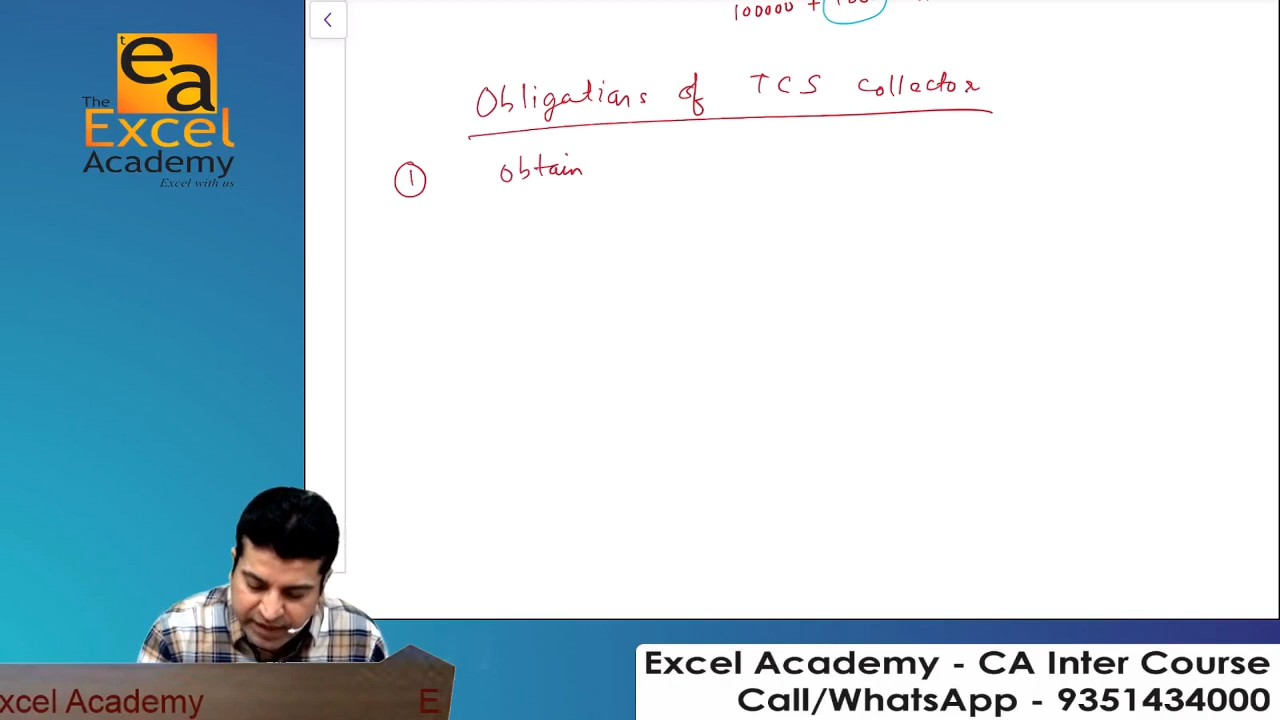 100000 +
Obligations of TCS Collector
① Obtain
t
ea
The
Excel
Academy
Excel with us
xcel Academy E
Excel Academy - CA Inter Course
Call/WhatsApp - 9351434000